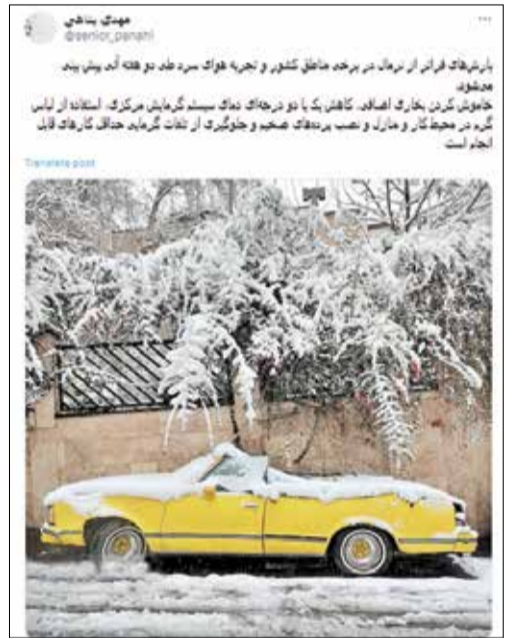 مهدی پناهی
@senior_panahi
بارش‌های فراتر از نرمال در برخی مناطق کشور و تجربه هوای سرد طی دو هفته آتی پیش بینی
می‌شود.
خاموش کردن بخاری اضافی، کاهش یک یا دو درجه‌ای دمای سیستم گرمایش مرکزی، استفاده از لباس
گرم در محیط کار و منازل و نصب پرده‌های ضخیم و جلوگیری از تلفات گرمایی حداقل کارهای قابل
انجام است
Translate post